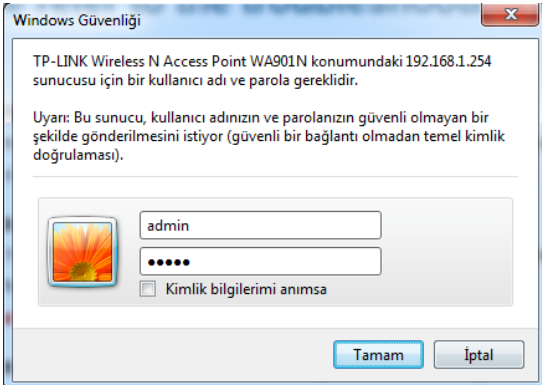 Windows Güvenliği
TP-LINK Wireless N Access Point WA901N konumundaki 192.168.1.254
sunucusu için bir kullanıcı adı ve parola gereklidir.
Uyarı: Bu sunucu, kullanıcı adınızın ve parolanızın güvenli olmayan bir
şekilde gönderilmesini istiyor (güvenli bir bağlantı olmadan temel kimlik
doğrulaması).
admin
●●●●●
Kimlik bilgilerimi anımsa
Tamam
İptal